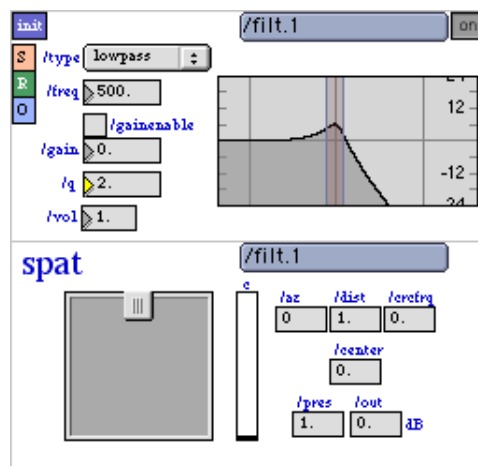 init /filt.1 on
S /type lowpass
R /freq 500.
O /gainenable
/gain 0.
/q 2.
/vol 1.
12
-12
spat /filt.1
c
/az /dist /crcfrq
0 1. 0.
/center
0.
/pres /out
1. 0. dB